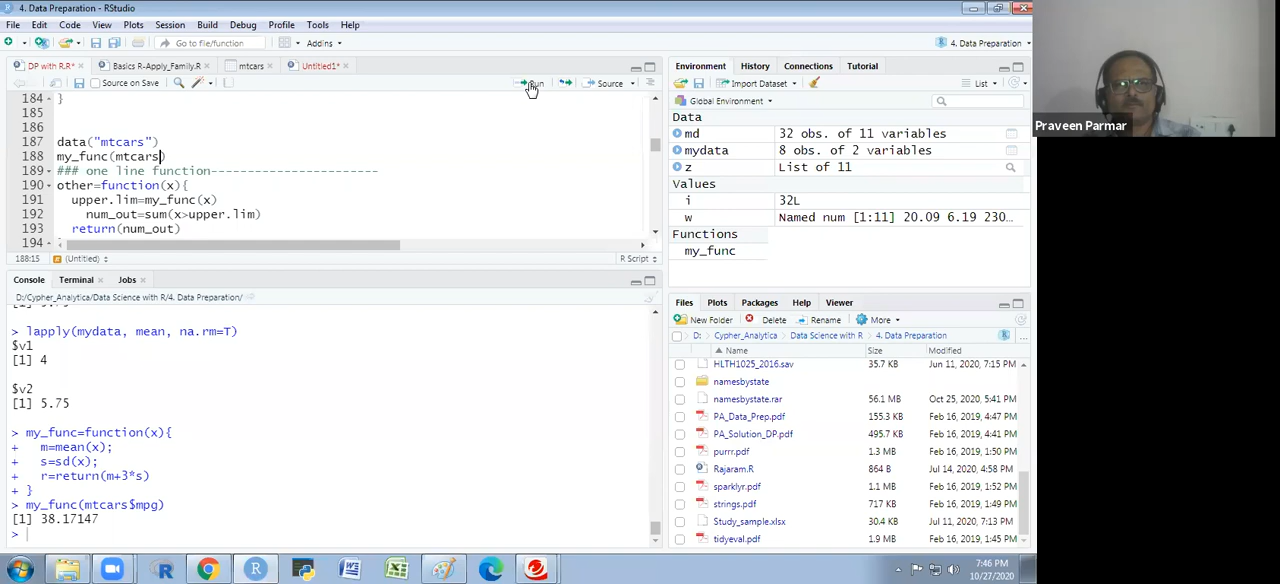 4. Data Preparation - RStudio
File Edit Code View Plots Session Build Debug Profile Tools Help
Go to file/function Addins 4. Data Preparation
DP with R.R* Basics R-Apply_Family.R mtcars Untitled1*
Source on Save Run Source
184 }
185
186
187 data("mtcars")
188 my_func(mtcars)
189 ### one line function-----------------------
190 other=function(x){
191 upper.lim=my_func(x)
192 num_out=sum(x>upper.lim)
193 return(num_out)
194
188:15 (Untitled) R Script
Console Terminal Jobs
D:/Cypher_Analytica/Data Science with R/4. Data Preparation/
> lapply(mydata, mean, na.rm=T)
$v1
[1] 4
$v2
[1] 5.75
> my_func=function(x){
+ m=mean(x);
+ s=sd(x);
+ r=return(m+3*s)
+ }
> my_func(mtcars$mpg)
[1] 38.17147
>
Environment History Connections Tutorial
Import Dataset List
Global Environment
Data
md 32 obs. of 11 variables
mydata 8 obs. of 2 variables
z List of 11
Values
i 32L
w Named num [1:11] 20.09 6.19 230...
Functions
my_func
Files Plots Packages Help Viewer
New Folder Delete Rename More
D: Cypher_Analytica Data Science with R 4. Data Preparation
Name Size Modified
HLTH1025_2016.sav 35.7 KB Jun 11, 2020, 7:15 PM
namesbystate
namesbystate.rar 56.1 MB Oct 25, 2020, 5:41 PM
PA_Data_Prep.pdf 155.3 KB Feb 16, 2019, 4:47 PM
PA_Solution_DP.pdf 495.7 KB Feb 16, 2019, 4:41 PM
purrr.pdf 1.3 MB Feb 16, 2019, 1:50 PM
Rajaram.R 864 B Jul 14, 2020, 4:58 PM
sparklyr.pdf 1.1 MB Feb 16, 2019, 1:52 PM
strings.pdf 717 KB Feb 16, 2019, 1:51 PM
Study_sample.xlsx 30.4 KB Jul 11, 2020, 7:13 PM
tidyeval.pdf 1.9 MB Feb 16, 2019, 1:51 PM
Praveen Parmar
7:46 PM
10/27/2020